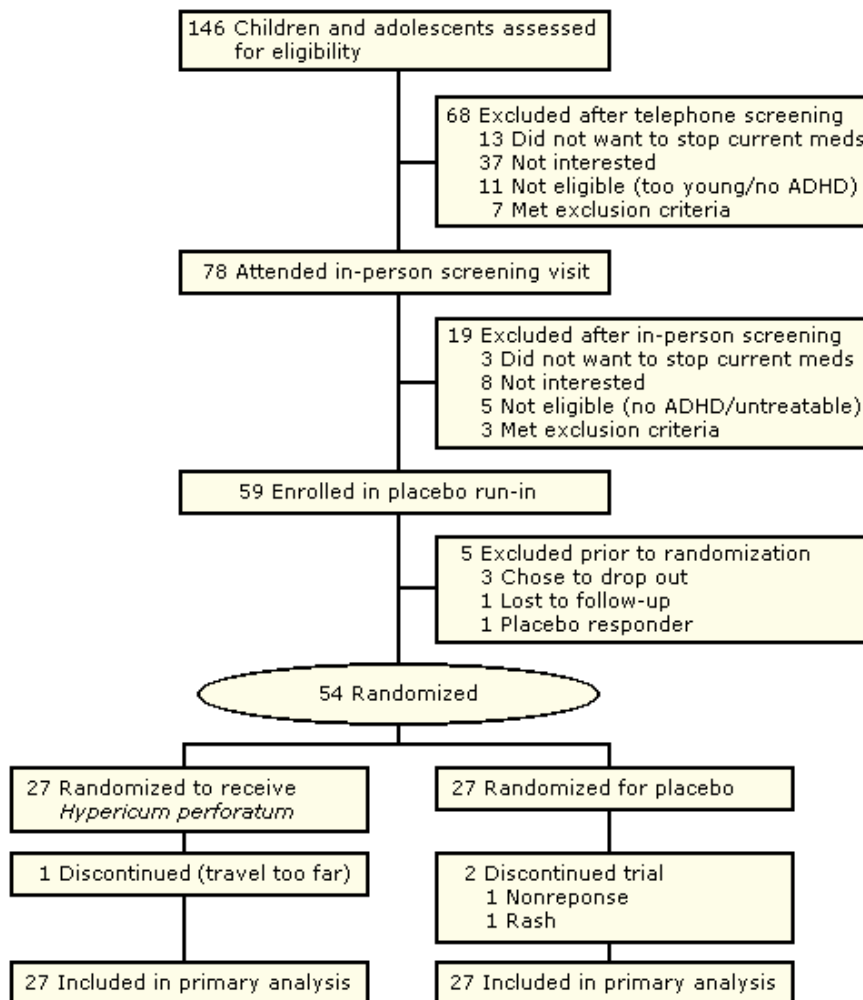 146 Children and adolescents assessed
for eligibility
68 Excluded after telephone screening
13 Did not want to stop current meds
37 Not interested
11 Not eligible (too young/no ADHD)
7 Met exclusion criteria
78 Attended in-person screening visit
19 Excluded after in-person screening
3 Did not want to stop current meds
8 Not interested
5 Not eligible (no ADHD/untreatable)
3 Met exclusion criteria
59 Enrolled in placebo run-in
5 Excluded prior to randomization
3 Chose to drop out
1 Lost to follow-up
1 Placebo responder
54 Randomized
27 Randomized to receive
Hypericum perforatum
27 Randomized for placebo
1 Discontinued (travel too far)
2 Discontinued trial
1 Nonreponse
1 Rash
27 Included in primary analysis
27 Included in primary analysis